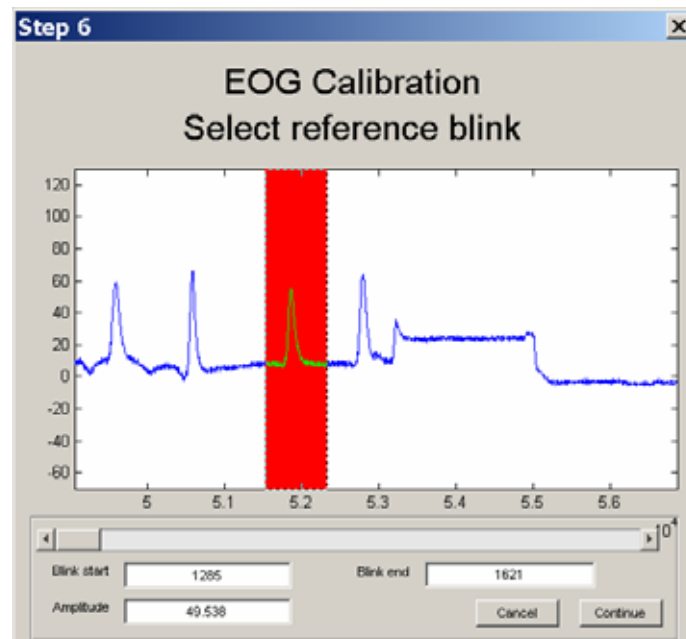 Step 6
EOG Calibration
Select reference blink
120
100
80
60
40
20
0
-20
-40
-60
5 5.1 5.2 5.3 5.4 5.5 5.6
10^4
Blink start 1285 Blink end 1621
Amplitude 49.538 Cancel Continue